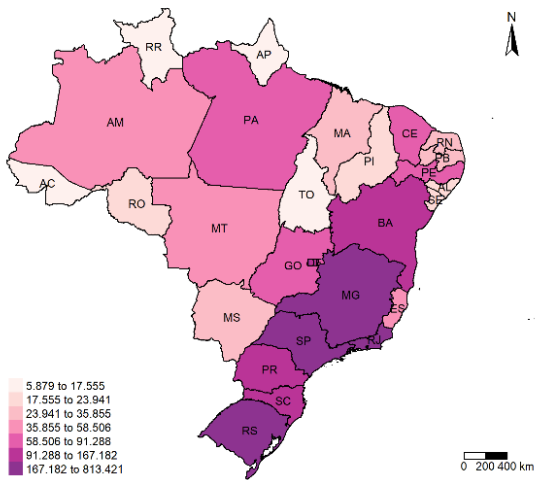 N
RR
AP
AM
PA
MA
CE
RN
PB
PI
PE
AC
TO
AL
SE
RO
BA
MT
GO
DF
MG
MS
ES
SP
RJ
PR
SC
RS
5.879 to 17.555
17.555 to 23.941
23.941 to 35.855
35.855 to 58.506
58.506 to 91.288
91.288 to 167.182
167.182 to 813.421
0 200 400 km